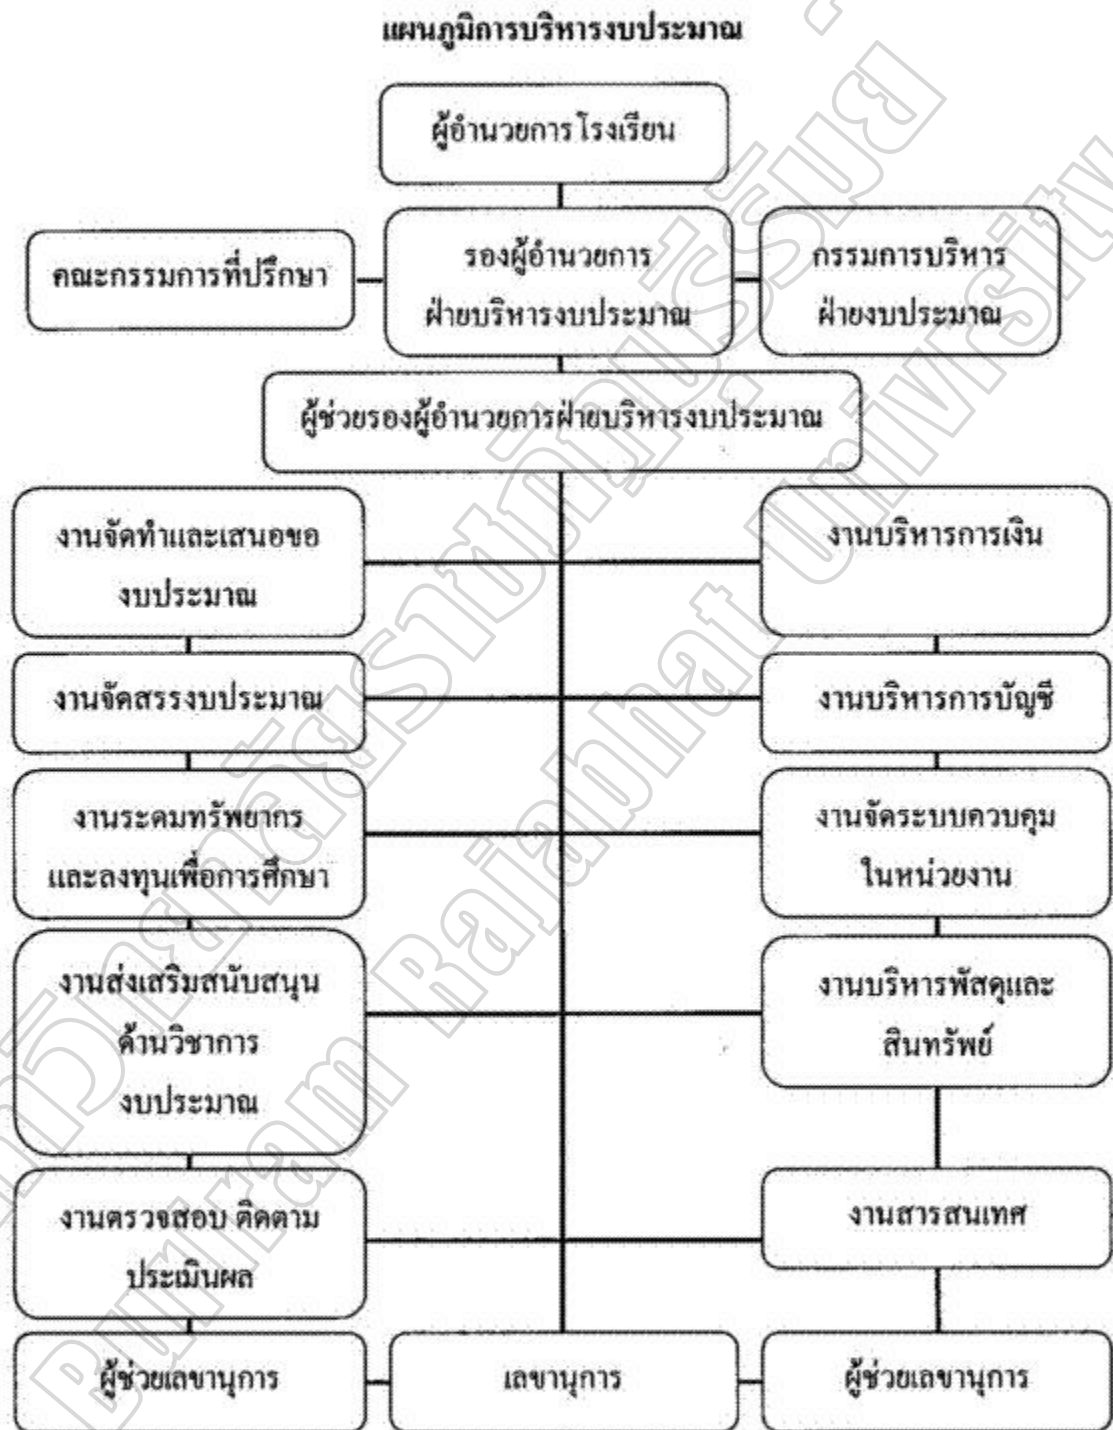 แผนภูมิการบริหารงบประมาณ
ผู้อำนวยการโรงเรียน
คณะกรรมการที่ปรึกษา
รองผู้อำนวยการ
ฝ่ายบริหารงบประมาณ
กรรมการบริหาร
ฝ่ายงบประมาณ
ผู้ช่วยรองผู้อำนวยการฝ่ายบริหารงบประมาณ
งานจัดทำและเสนอขอ
งบประมาณ
งานบริหารการเงิน
งานจัดสรรงบประมาณ
งานบริหารการบัญชี
งานระดมทรัพยากร
และลงทุนเพื่อการศึกษา
งานจัดระบบควบคุม
ในหน่วยงาน
งานส่งเสริมสนับสนุน
ด้านวิชาการ
งบประมาณ
งานบริหารพัสดุและ
สินทรัพย์
งานตรวจสอบ ติดตาม
ประเมินผล
งานสารสนเทศ
ผู้ช่วยเลขานุการ
เลขานุการ
ผู้ช่วยเลขานุการ
Buriram Rajabhat Univrsity